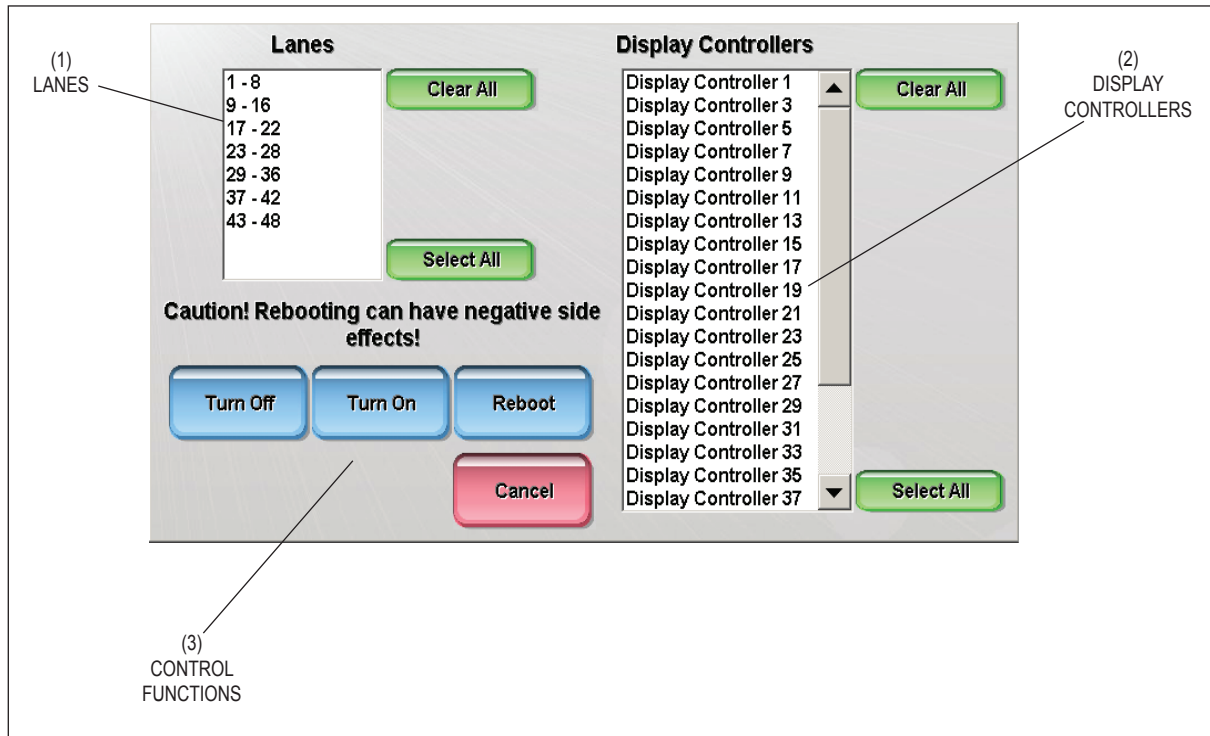 (1)
LANES
Lanes
1 - 8
9 - 16
17 - 22
23 - 28
29 - 36
37 - 42
43 - 48
Clear All
Select All
Caution! Rebooting can have negative side
effects!
Turn Off
Turn On
Reboot
Cancel
Display Controllers
Display Controller 1
Display Controller 3
Display Controller 5
Display Controller 7
Display Controller 9
Display Controller 11
Display Controller 13
Display Controller 15
Display Controller 17
Display Controller 19
Display Controller 21
Display Controller 23
Display Controller 25
Display Controller 27
Display Controller 29
Display Controller 31
Display Controller 33
Display Controller 35
Display Controller 37
Clear All
Select All
(2)
DISPLAY
CONTROLLERS
(3)
CONTROL
FUNCTIONS